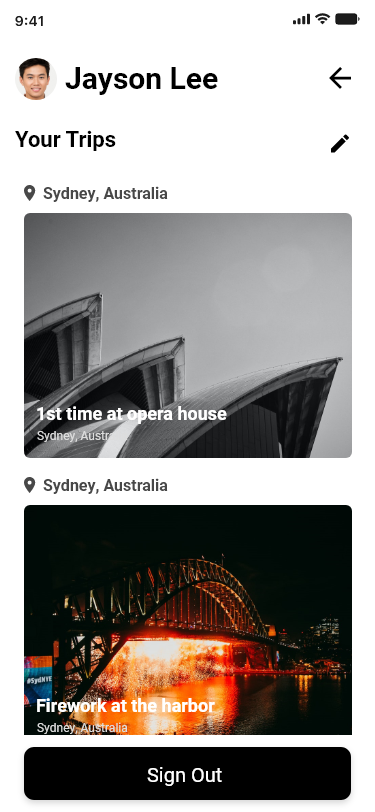 9:41
Jayson Lee
Your Trips
Sydney, Australia
1st time at opera house
Sydney, Austr
Sydney, Australia
#SydNYE
Firework at the harbor
Sydney, Australia
Sign Out